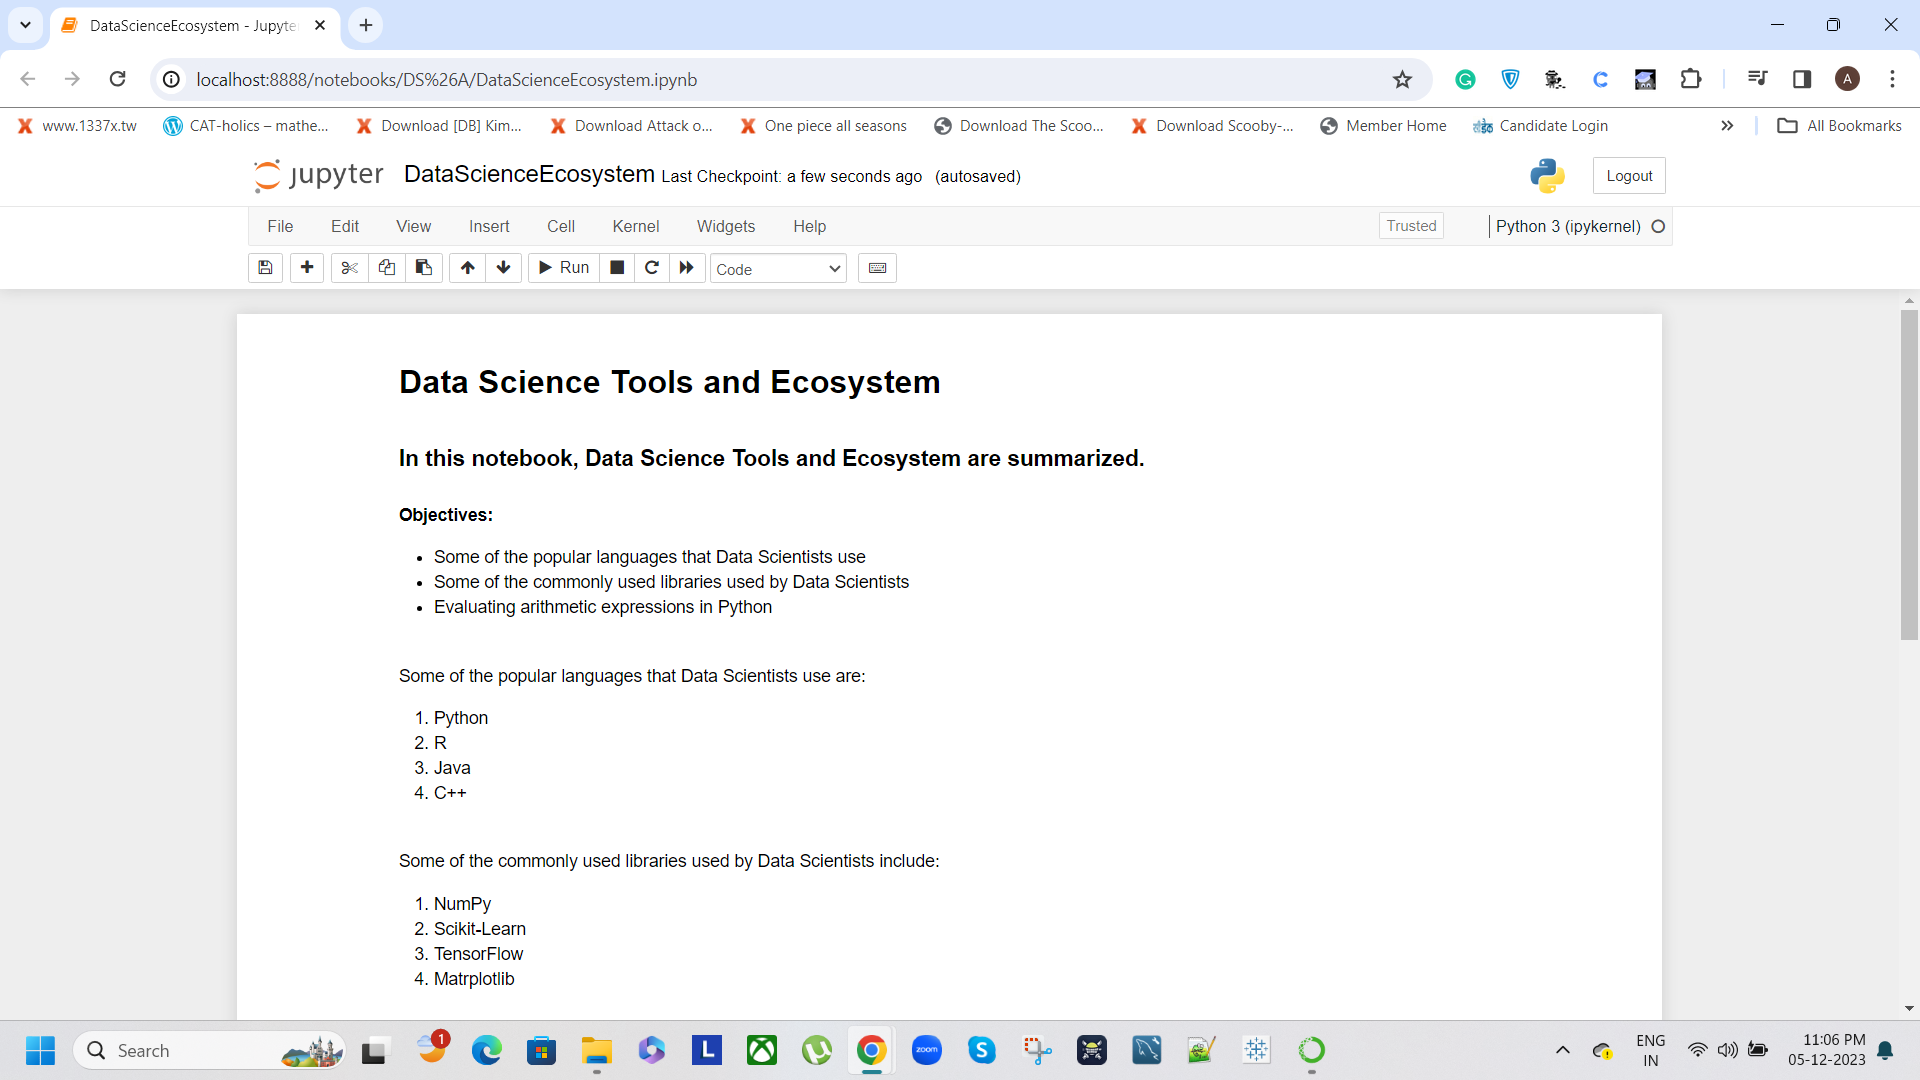 DataScienceEcosystem - Jupyte
localhost:8888/notebooks/DS%26A/DataScienceEcosystem.ipynb
A
www.1337x.tw
CAT-holics – mathe...
Download [DB] Kim...
Download Attack o...
One piece all seasons
Download The Scoo...
Download Scooby-...
Member Home
Candidate Login
All Bookmarks
jupyter DataScienceEcosystem Last Checkpoint: a few seconds ago (autosaved)
Logout
File Edit View Insert Cell Kernel Widgets Help
Trusted
Python 3 (ipykernel)
Run
Code
Data Science Tools and Ecosystem
In this notebook, Data Science Tools and Ecosystem are summarized.
Objectives:
• Some of the popular languages that Data Scientists use
• Some of the commonly used libraries used by Data Scientists
• Evaluating arithmetic expressions in Python
Some of the popular languages that Data Scientists use are:
1. Python
2. R
3. Java
4. C++
Some of the commonly used libraries used by Data Scientists include:
1. NumPy
2. Scikit-Learn
3. TensorFlow
4. Matrplotlib
Search
1
L
zoom
S
ENG
IN
11:06 PM
05-12-2023